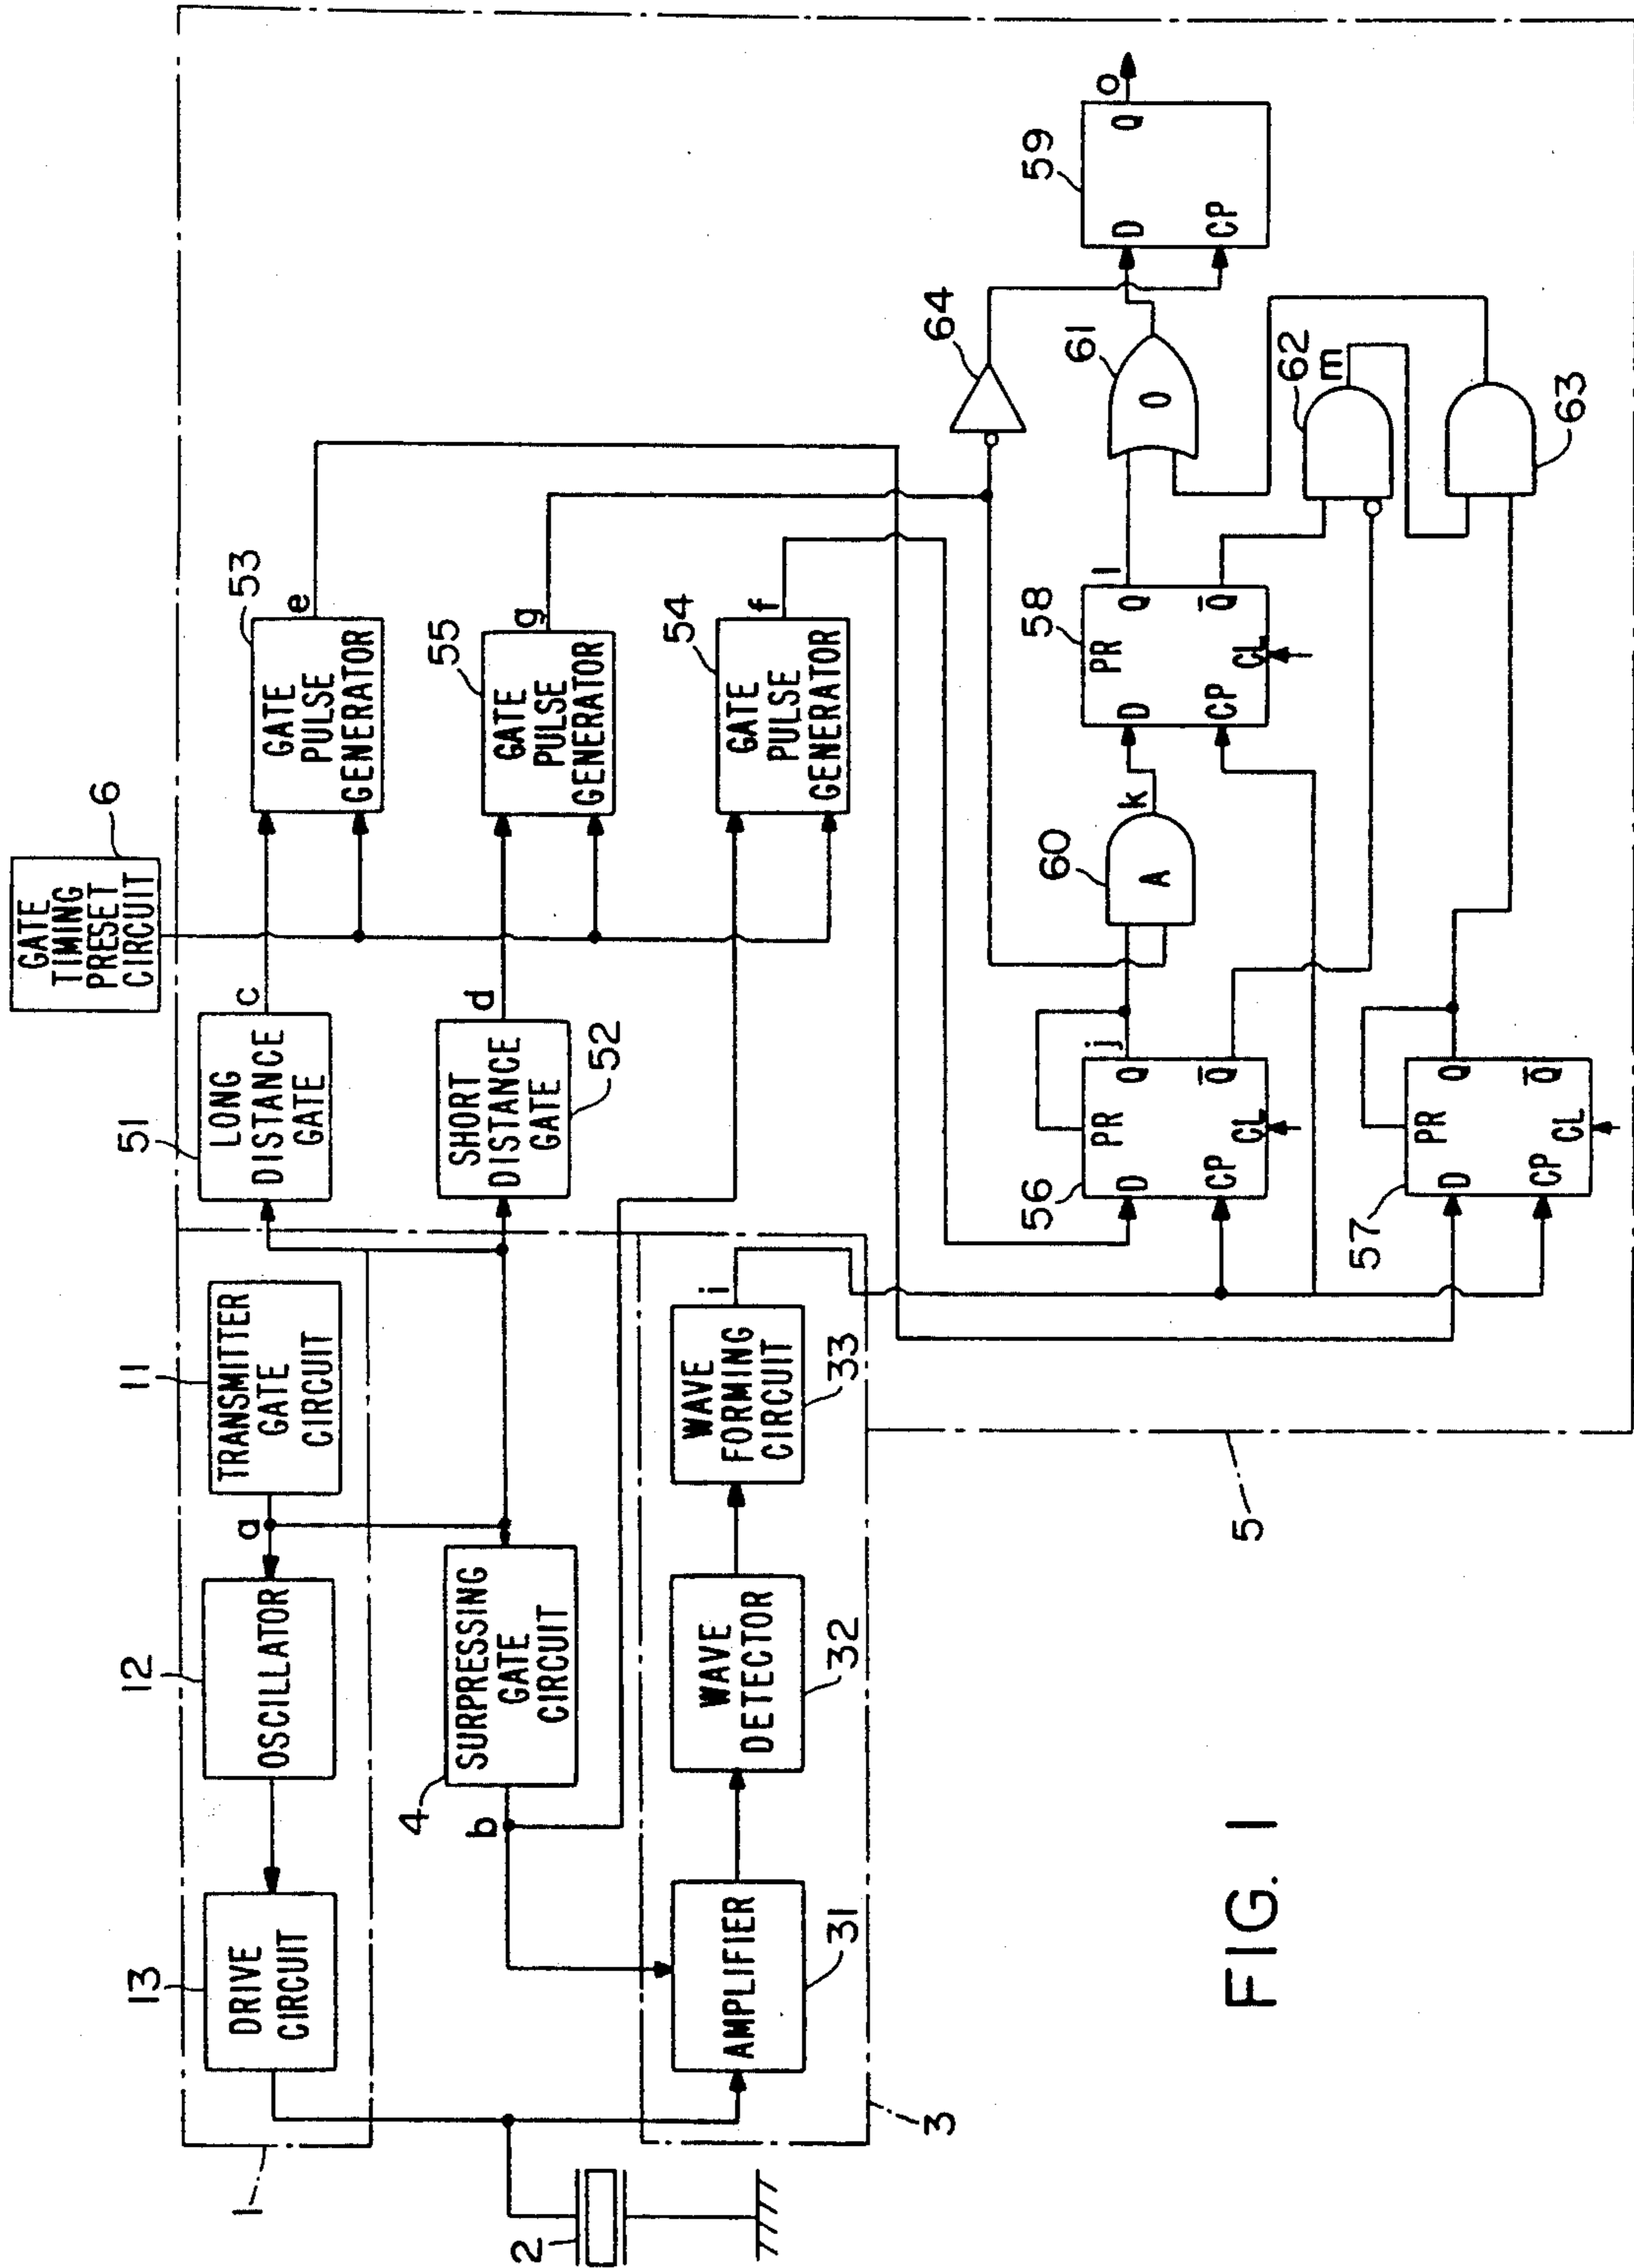 6
GATE
TIMING
PRESET
CIRCUIT
1
13
DRIVE
CIRCUIT
12
OSCILLATOR
a
11
TRANSMITTER
GATE
CIRCUIT
51
LONG
DISTANCE
GATE
c
53
GATE
PULSE
GENERATOR
e
2
4
SURPRESSING
GATE
CIRCUIT
b
SHORT
DISTANCE
GATE
52
d
55
GATE
PULSE
GENERATOR
g
3
AMPLIFIER
31
WAVE
DETECTOR
32
WAVE
FORMING
CIRCUIT
33
i
54
GATE
PULSE
GENERATOR
f
64
56
D
PR
Q
j
CP
CL
Q̅
60
A
k
58
D
PR
Q
l
CP
CL
Q̅
61
O
59
D
Q
o
CP
62
m
57
D
PR
Q
CP
CL
Q̅
63
5
FIG. 1